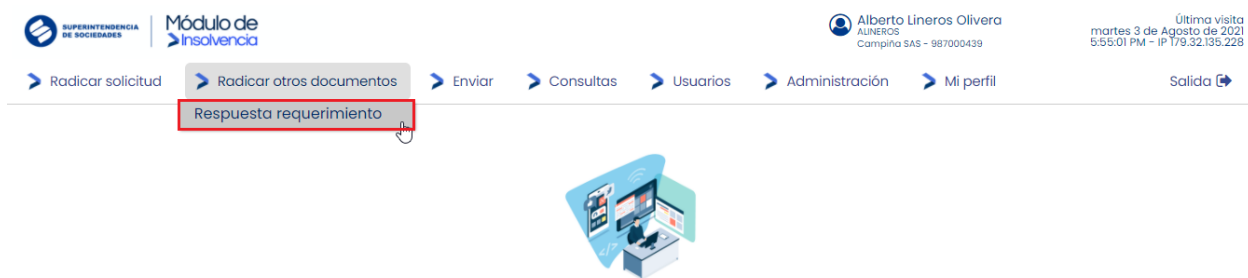 SUPERINTENDENCIA
DE SOCIEDADES
Módulo de
Insolvencia
Alberto Lineros Olivera
ALINEROS
Campiña SAS - 987000439
Última visita
martes 3 de Agosto de 2021
5:55:01 PM - IP 179.32.135.228
Radicar solicitud
Radicar otros documentos
Enviar
Consultas
Usuarios
Administración
Mi perfil
Salida
Respuesta requerimiento